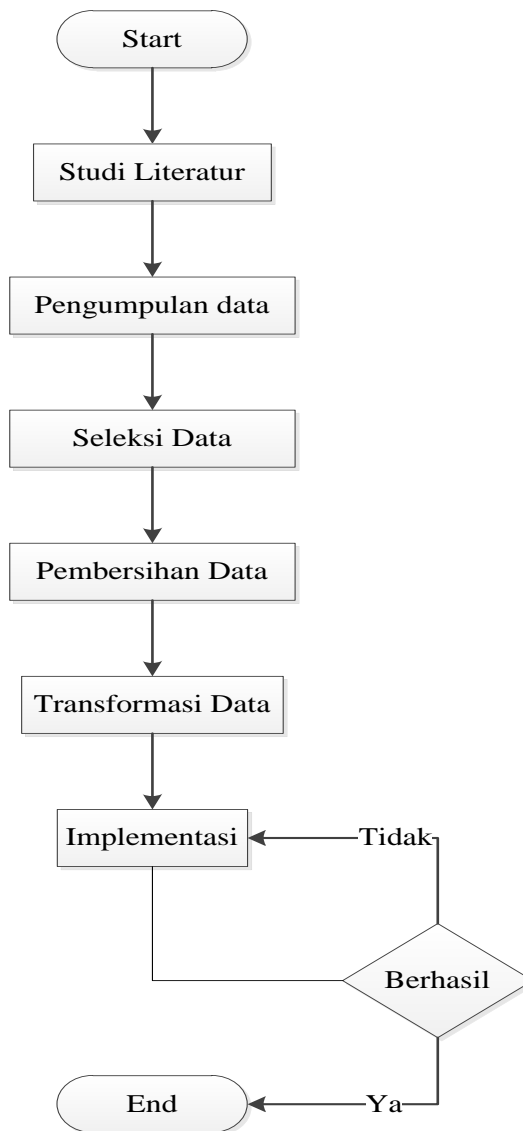 Start
Studi Literatur
Pengumpulan data
Seleksi Data
Pembersihan Data
Transformasi Data
Implementasi
Tidak
Berhasil
Ya
End